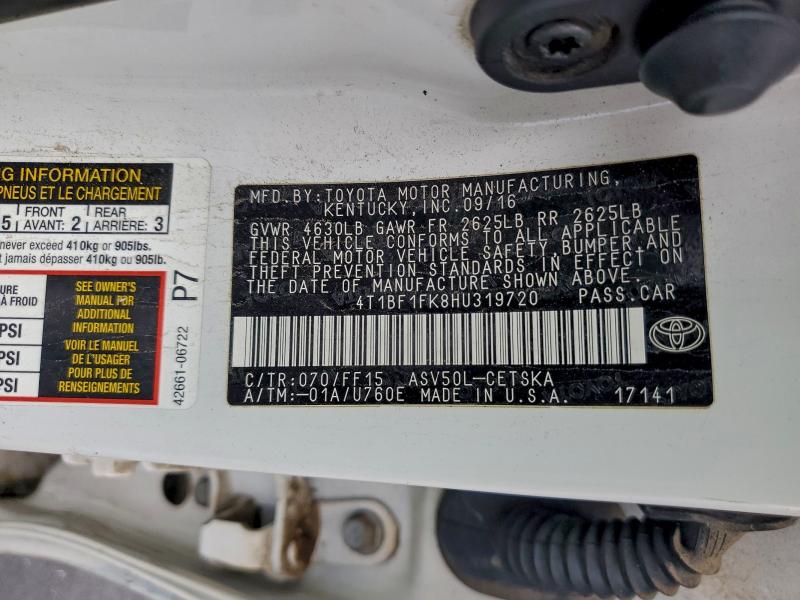 NG INFORMATION
PNEUS ET LE CHARGEMENT
5 FRONT AVANT: 2 REAR ARRIÈRE: 3
never exceed 410kg or 905lbs.
t jamais dépasser 410kg ou 905lb.
URE
À FROID
PSI
PSI
SEE OWNER'S
MANUAL FOR
ADDITIONAL
INFORMATION
VOIR LE MANUEL
DE L'USAGER
POUR PLUS DE
RENSEIGNEMENTS
P7
42661-06722
MFD.BY:TOYOTA MOTOR MANUFACTURING,
KENTUCKY,INC.09/16
GVWR 4630LB GAWR FR 2625LB RR 2625LB
THIS VEHICLE CONFORMS TO ALL APPLICABLE
FEDERAL MOTOR VEHICLE SAFETY, BUMPER,AND
THEFT PREVENTION STANDARDS IN EFFECT ON
THE DATE OF MANUFACTURE SHOWN ABOVE.
4T1BF1FK8HU319720 PASS.CAR
C/TR:070/FF15 ASV50L-CETSKA
A/TM:-01A/U760E MADE IN U.S.A. 17141